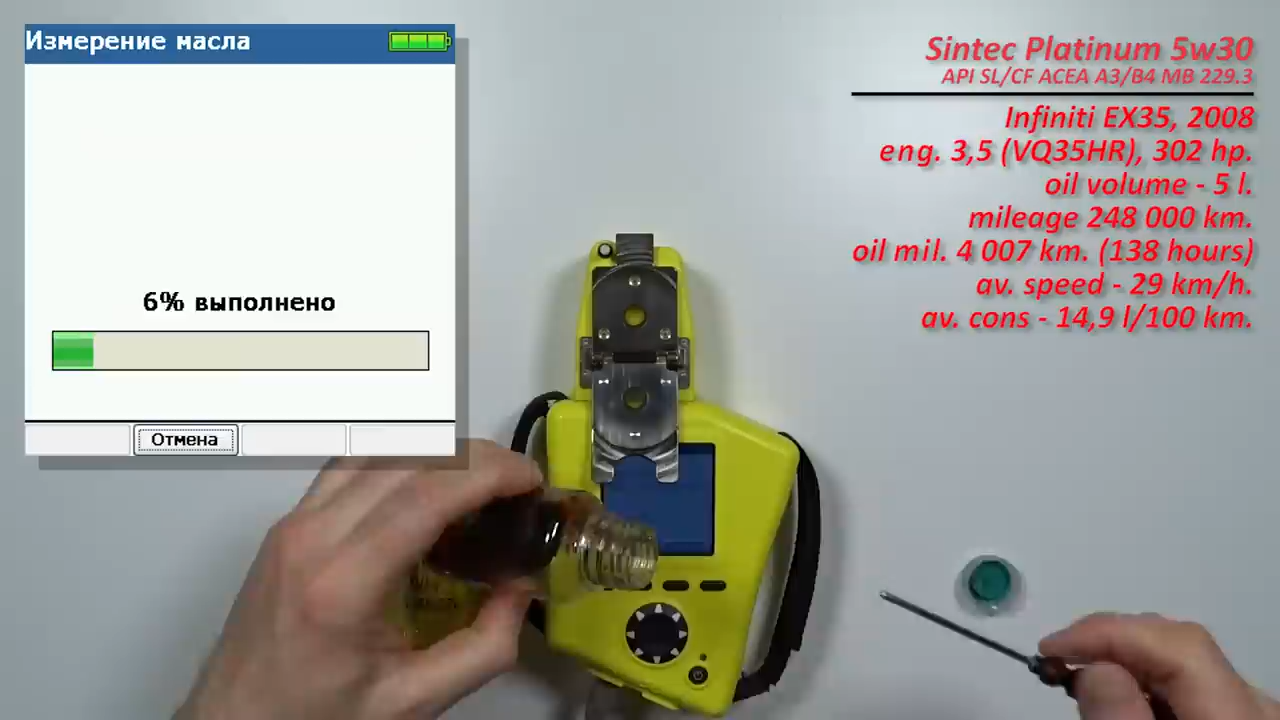 Измерение масла
6% выполнено
Отмена
Sintec Platinum 5w30
API SL/CF ACEA A3/B4 MB 229.3
Infiniti EX35, 2008
eng. 3,5 (VQ35HR), 302 hp.
oil volume - 5 l.
mileage 248 000 km.
oil mil. 4 007 km. (138 hours)
av. speed - 29 km/h.
av. cons - 14,9 l/100 km.